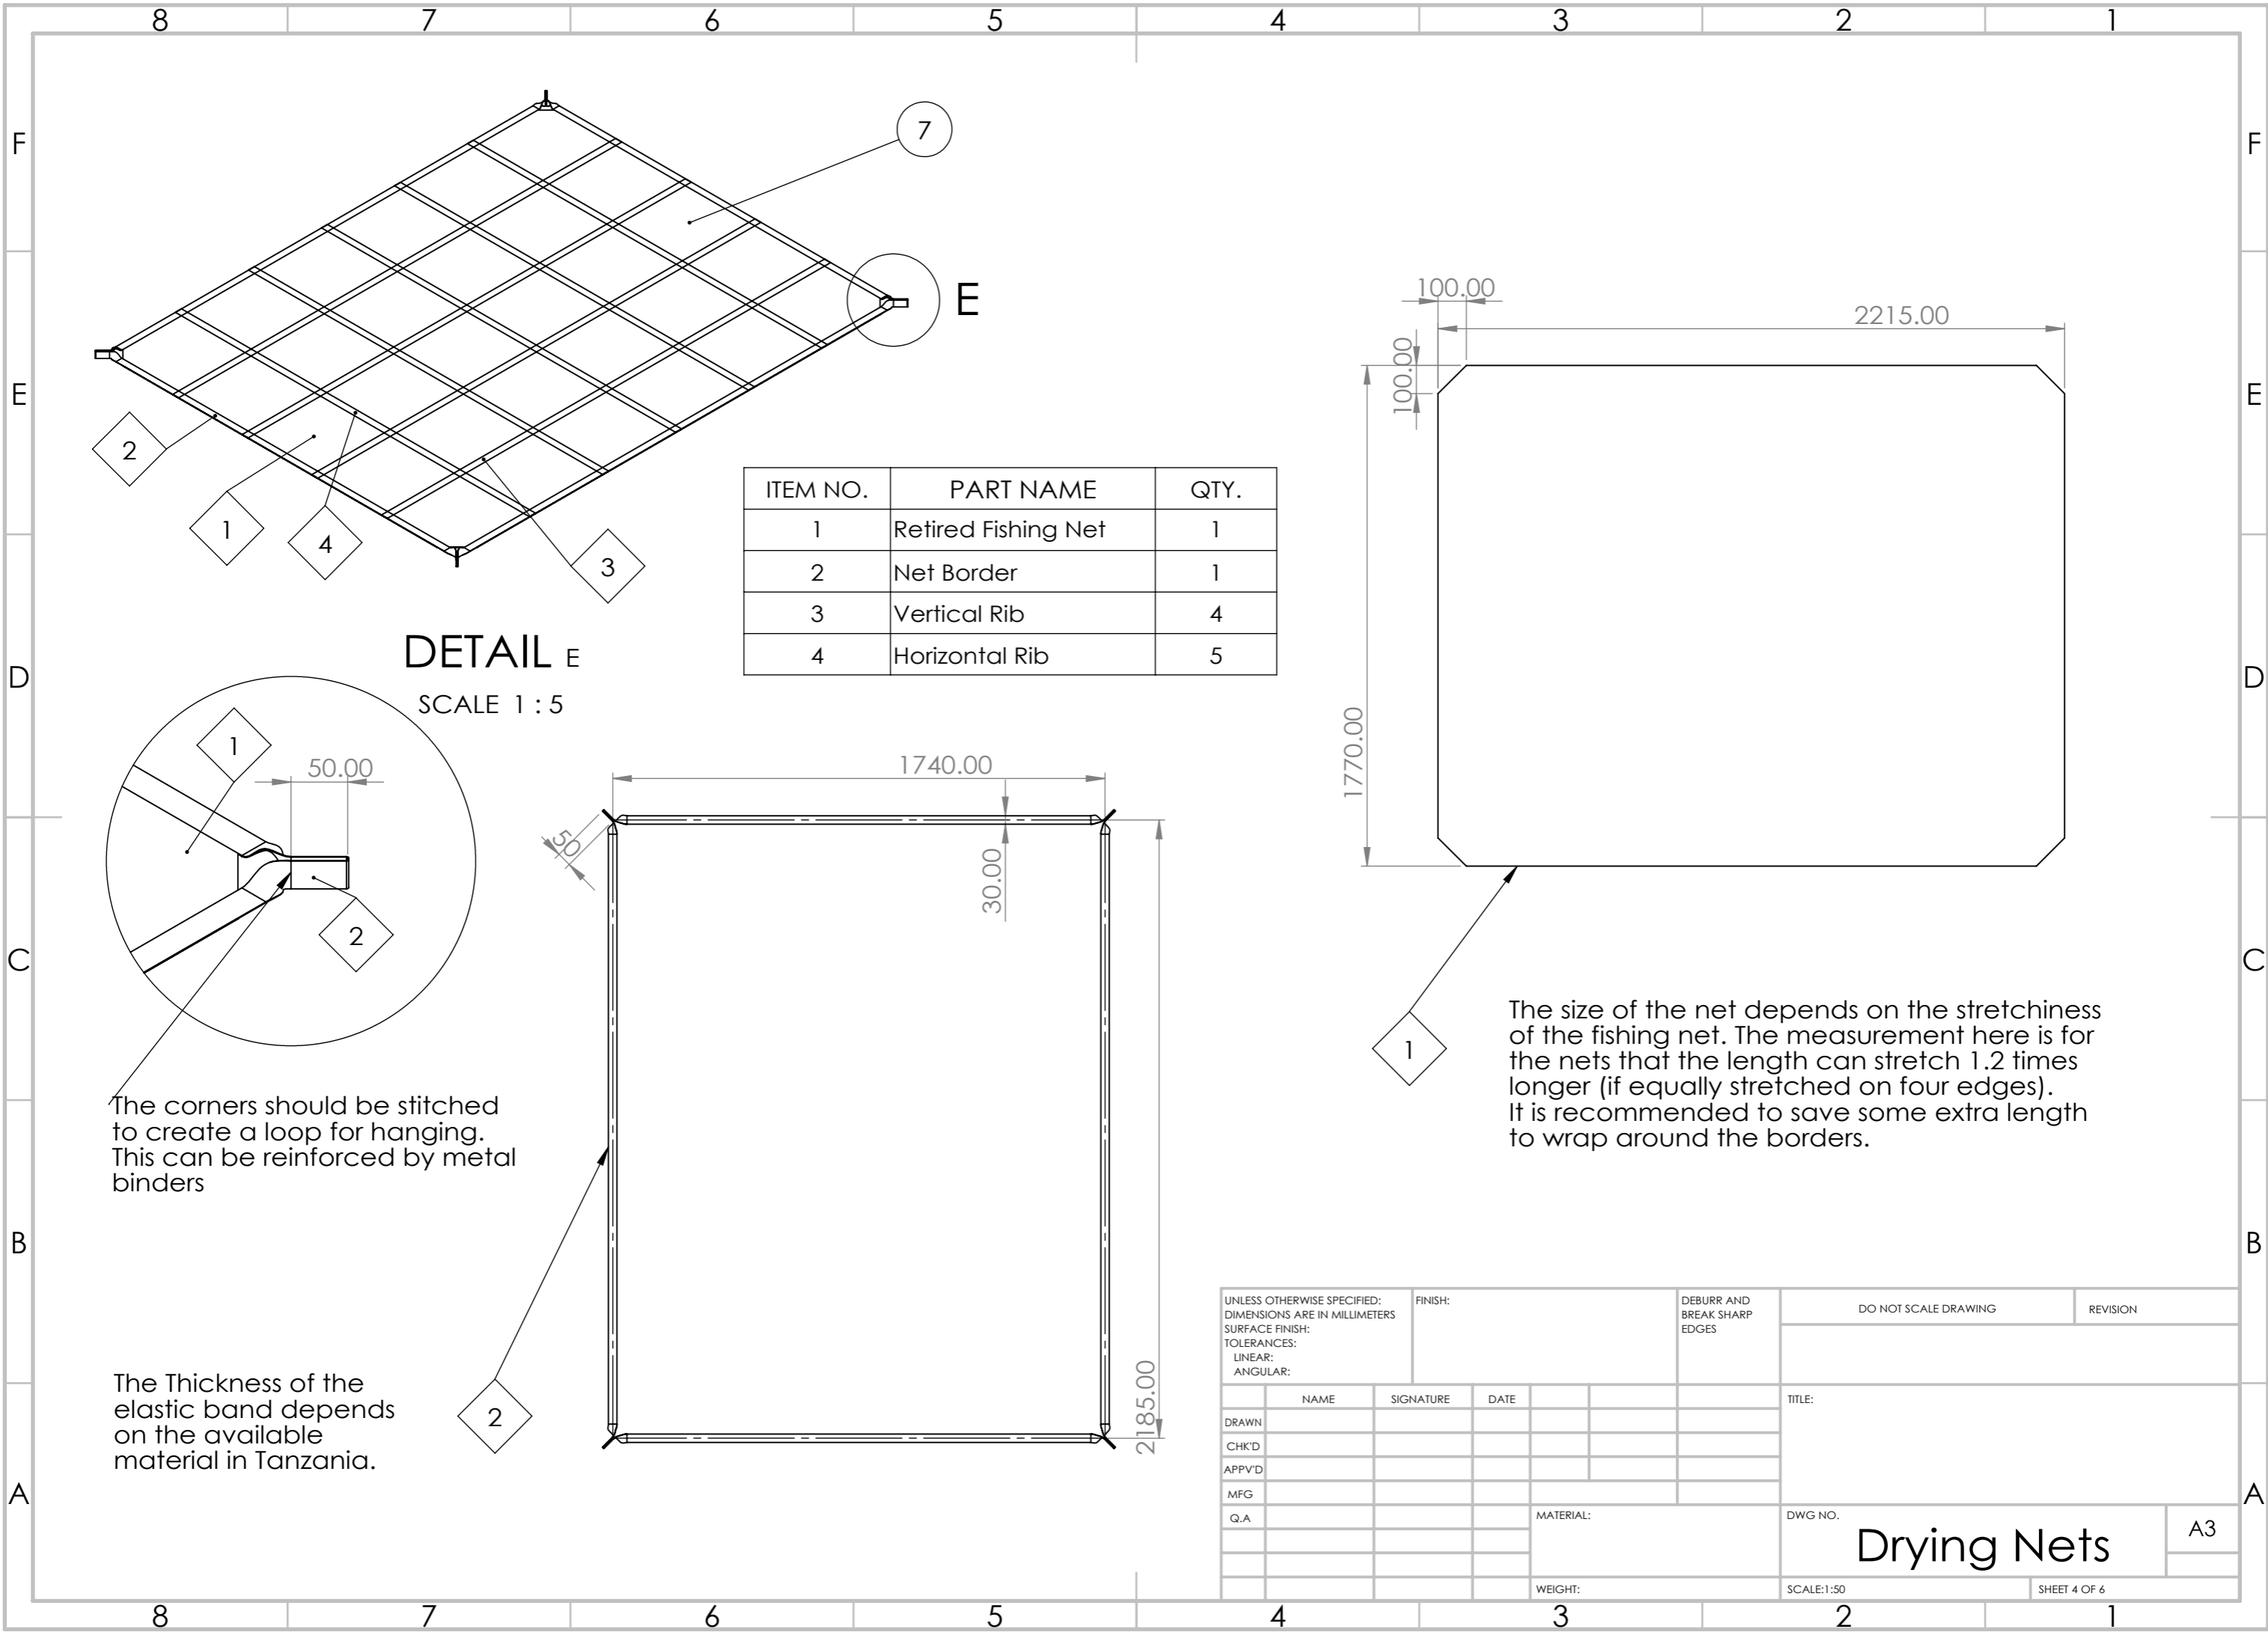 8 7 6 5 4 3 2 1
F
F
7
E
100.00
2215.00
100.00
E
E
2
1
4
3
ITEM NO. PART NAME QTY.
1 Retired Fishing Net 1
2 Net Border 1
3 Vertical Rib 4
4 Horizontal Rib 5
1770.00
DETAIL E
SCALE 1 : 5
D
D
1
50.00
2
1740.00
50
30.00
2185.00
C
C
1
The size of the net depends on the stretchiness
of the fishing net. The measurement here is for
the nets that the length can stretch 1.2 times
longer (if equally stretched on four edges).
It is recommended to save some extra length
to wrap around the borders.
The corners should be stitched
to create a loop for hanging.
This can be reinforced by metal
binders
B
B
The Thickness of the
elastic band depends
on the available
material in Tanzania.
2
A
A
UNLESS OTHERWISE SPECIFIED:
DIMENSIONS ARE IN MILLIMETERS
SURFACE FINISH:
TOLERANCES:
LINEAR:
ANGULAR:
FINISH:
DEBURR AND
BREAK SHARP
EDGES
DO NOT SCALE DRAWING
REVISION
NAME SIGNATURE DATE
TITLE:
DRAWN
CHK'D
APPV'D
MFG
Q.A
MATERIAL:
DWG NO.
Drying Nets
A3
WEIGHT:
SCALE:1:50
SHEET 4 OF 6
8 7 6 5 4 3 2 1